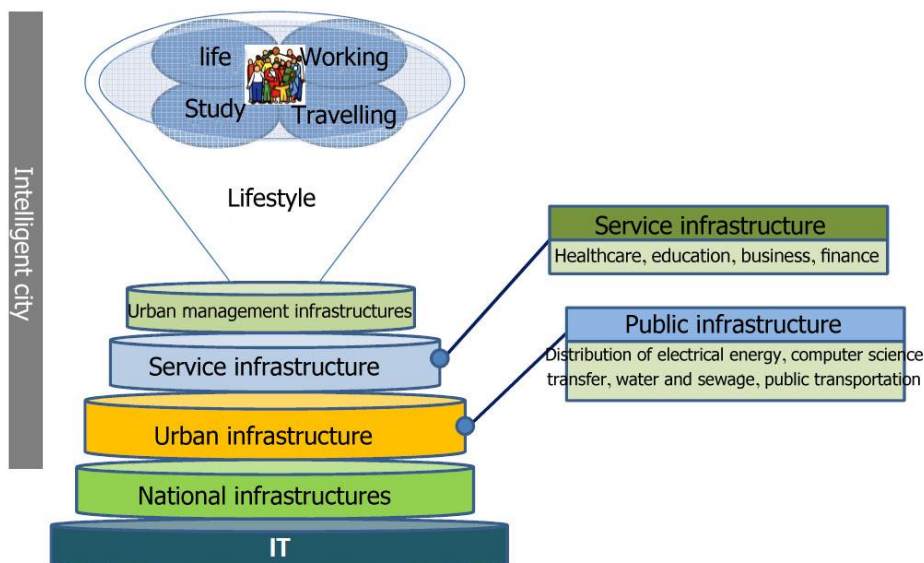 Intelligent city
life
Working
Study
Travelling
Lifestyle
Urban management infrastructures
Service infrastructure
Urban infrastructure
National infrastructures
IT
Service infrastructure
Healthcare, education, business, finance
Public infrastructure
Distribution of electrical energy, computer science
transfer, water and sewage, public transportation